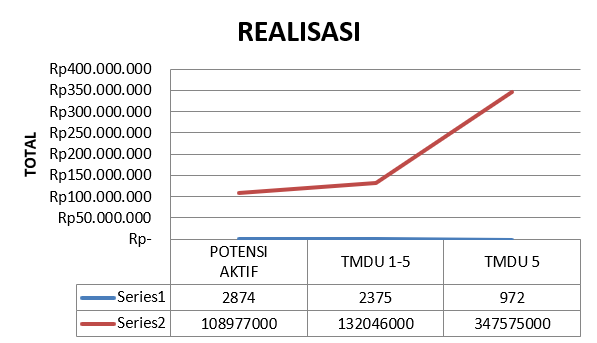 REALISASI
TOTAL
Rp400.000.000
Rp350.000.000
Rp300.000.000
Rp250.000.000
Rp200.000.000
Rp150.000.000
Rp100.000.000
Rp50.000.000
Rp-
POTENSI
AKTIF
TMDU 1-5
TMDU 5
Series1 2874 2375 972
Series2 108977000 132046000 347575000